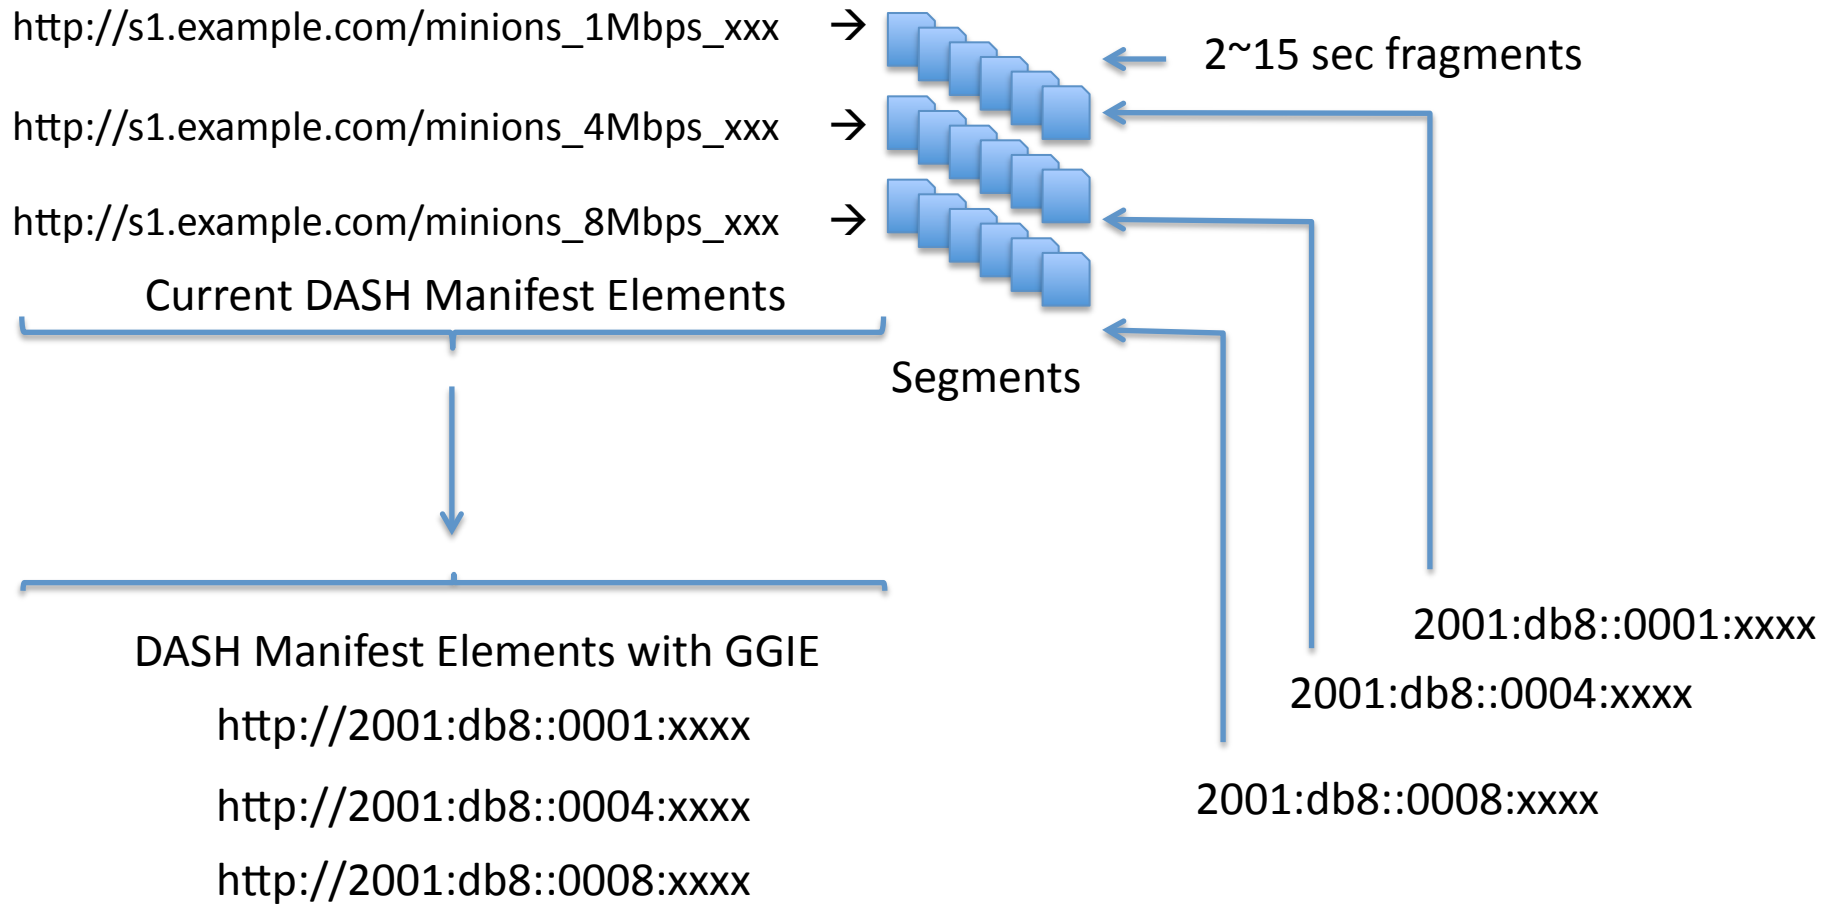 http://s1.example.com/minions_1Mbps_xxx →
2~15 sec fragments
http://s1.example.com/minions_4Mbps_xxx →
http://s1.example.com/minions_8Mbps_xxx →
Current DASH Manifest Elements
Segments
DASH Manifest Elements with GGIE
http://2001:db8::0001:xxxx
http://2001:db8::0004:xxxx
http://2001:db8::0008:xxxx
2001:db8::0001:xxxx
2001:db8::0004:xxxx
2001:db8::0008:xxxx